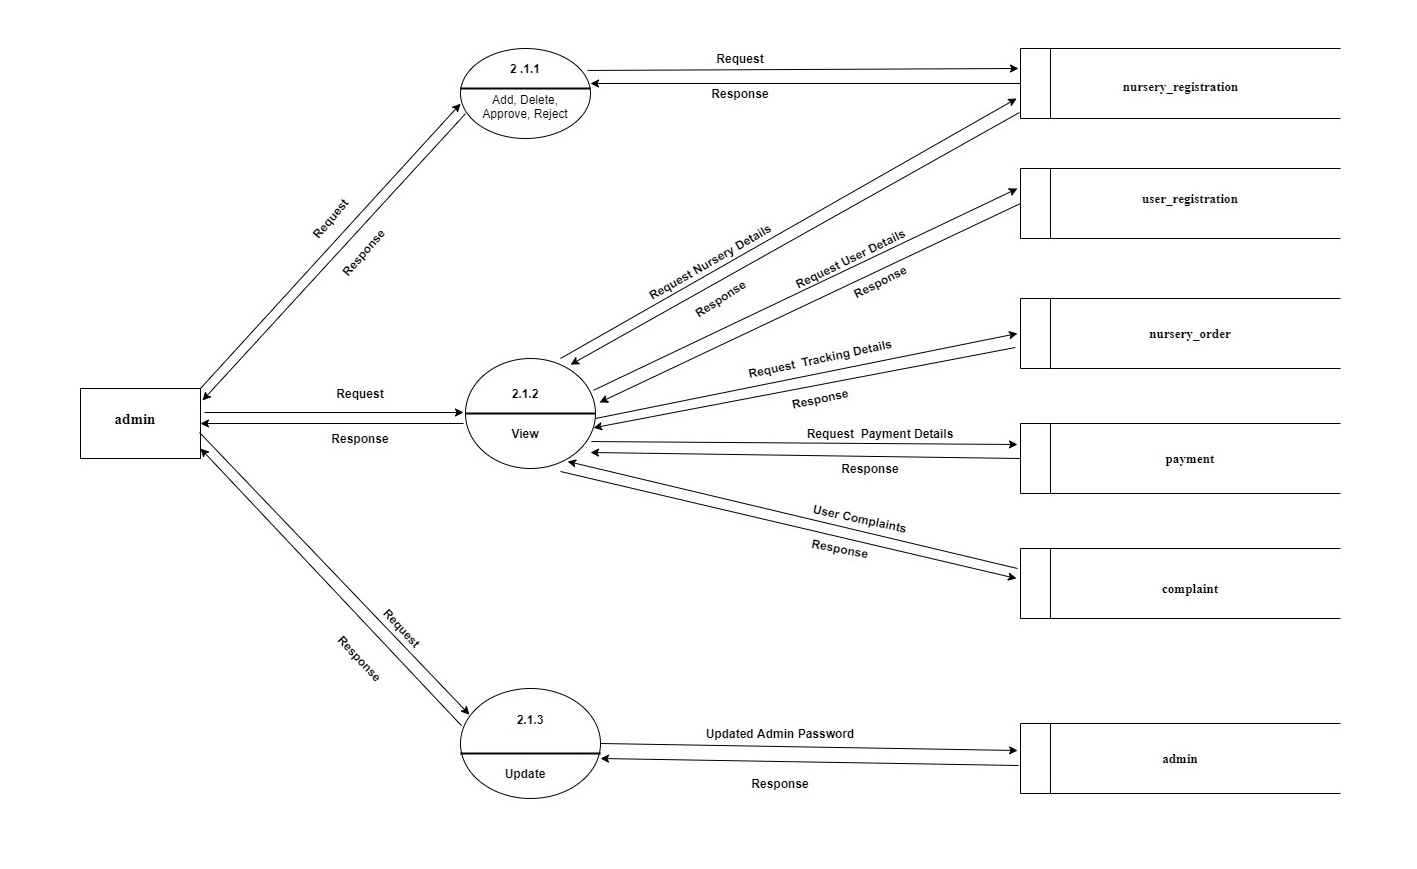 2 .1.1
Add, Delete,
Approve, Reject
Request
Response
nursery_registration
Request
Response
Request Nursery Details
Response
user_registration
Request User Details
Response
nursery_order
Request  Tracking Details
Response
admin
Request
Response
2.1.2
View
Request  Payment Details
Response
payment
User Complaints
Response
complaint
Request
Response
2.1.3
Update
Updated Admin Password
Response
admin